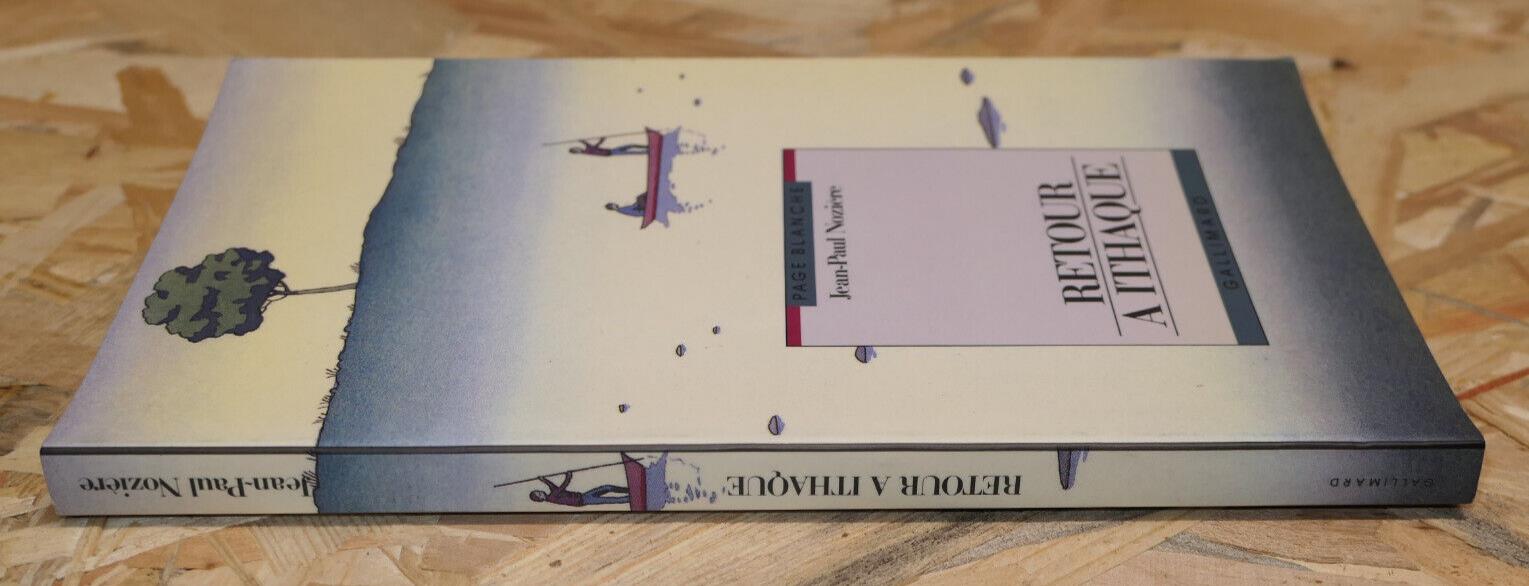 PAGE BLANCHE
Jean-Paul Nozière
RETOUR
A ITHAQUE
GALLIMARD
Jean-Paul Nozière
RETOUR A ITHAQUE
GALLIMARD